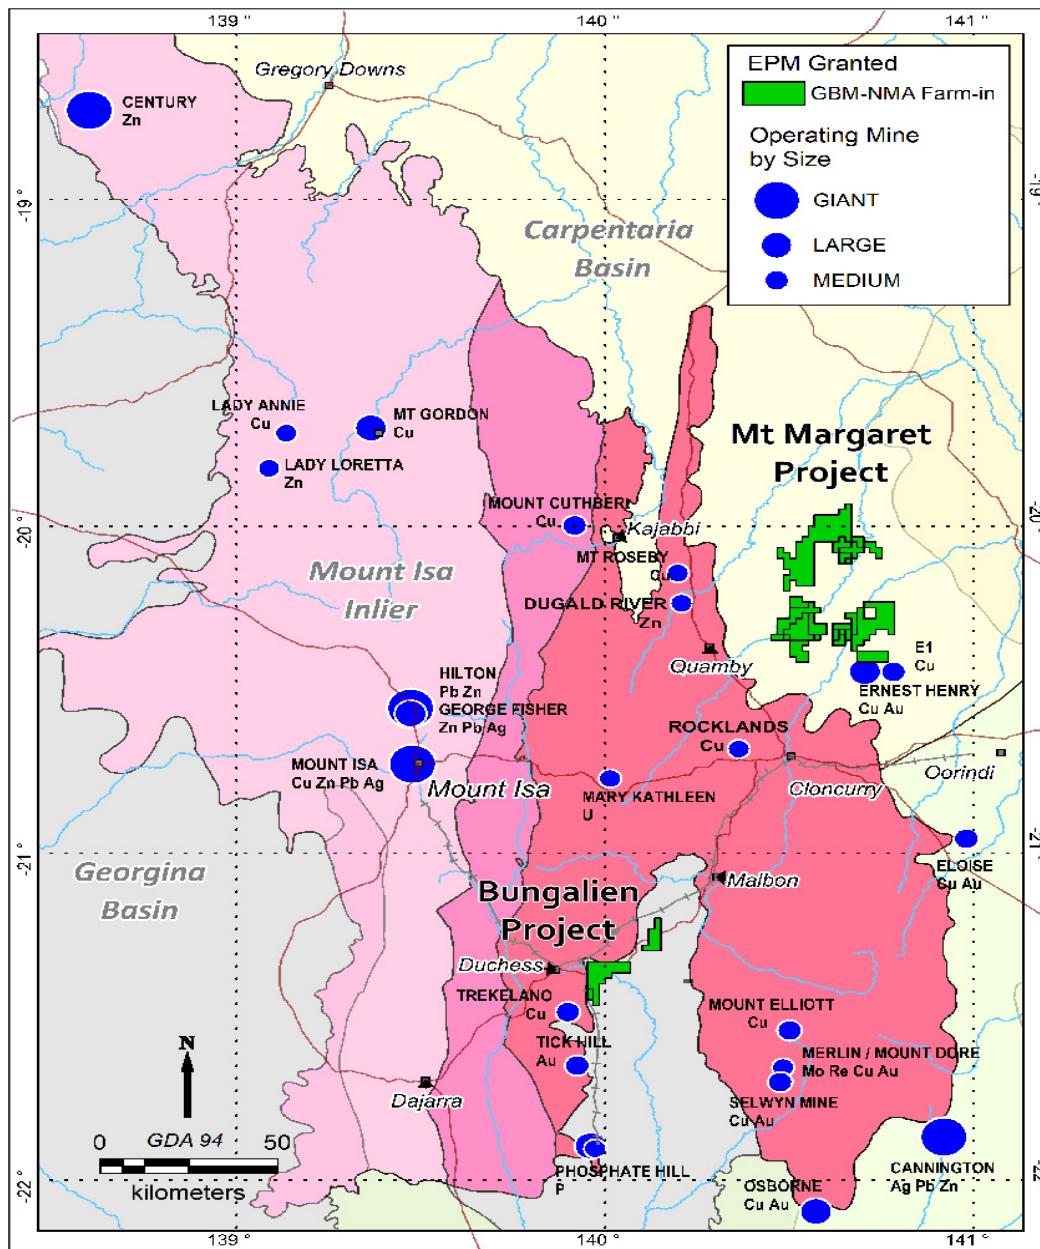 139 °
140 °
141 °
EPM Granted
GBM-NMA Farm-in
Operating Mine
by Size
GIANT
LARGE
MEDIUM
Gregory Downs
CENTURY
Zn
-19
-19
Carpentaria
Basin
LADY ANNIE
Cu
MT GORDON
Cu
LADY LORETTA
Zn
Mt Margaret
Project
MOUNT CUTHBERT
Cu
-20
-20
Kajabbi
MT ROSEBY
Cu
Mount Isa
Inlier
DUGALD RIVER
Zn
Quamby
E1
Cu
HILTON
Pb Zn
ERNEST HENRY
Cu Au
GEORGE FISHER
Zn Pb Ag
ROCKLANDS
Cu
MOUNT ISA
Cu Zn Pb Ag
Mount Isa
Oorindi
Cloncurry
MARY KATHLEEN
U
-21
-21
ELOISE
Cu Au
Georgina
Basin
Malbon
Bungalien
Project
Duchess
TREKELANO
Cu
MOUNT ELLIOTT
Cu
TICK HILL
Au
MERLIN / MOUNT DORE
Mo Re Cu Au
SELWYN MINE
Cu Au
Dajarra
N
0 GDA 94 50
kilometers
PHOSPHATE HILL
P
CANNINGTON
Ag Pb Zn
OSBORNE
Cu Au
-22
-22
139 °
140 °
141 °